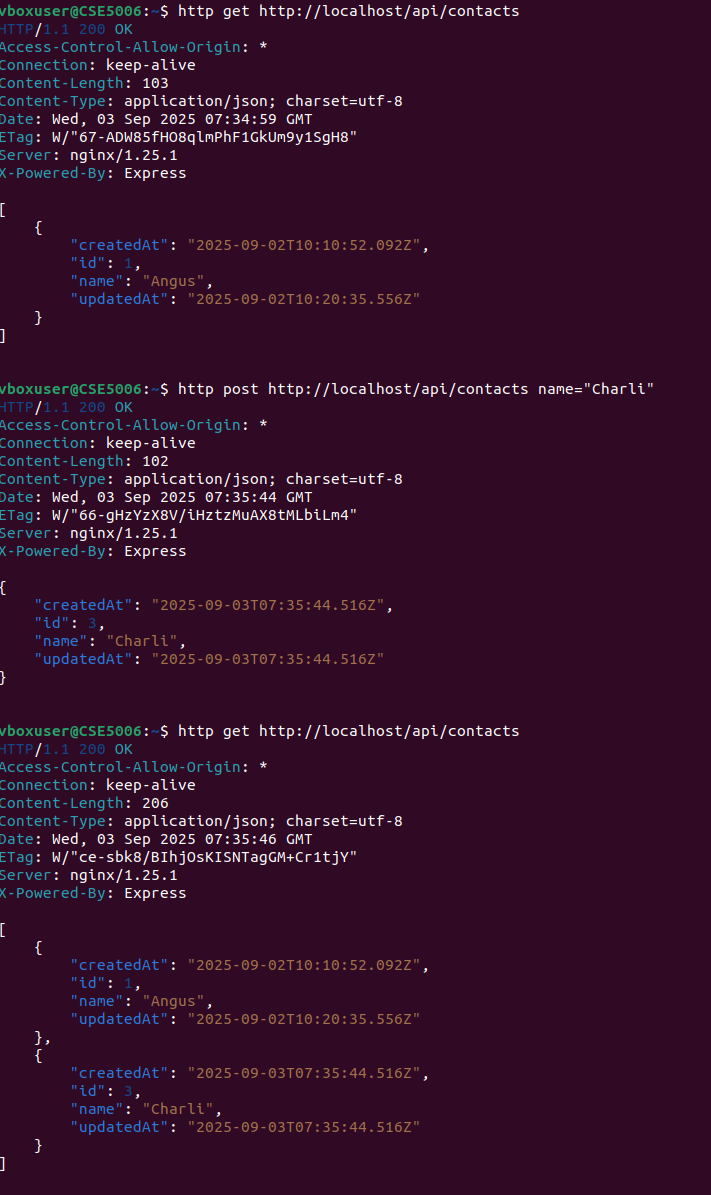 vboxuser@CSE5006:~$ http get http://localhost/api/contacts
HTTP/1.1 200 OK
Access-Control-Allow-Origin: *
Connection: keep-alive
Content-Length: 103
Content-Type: application/json; charset=utf-8
Date: Wed, 03 Sep 2025 07:34:59 GMT
ETag: W/"67-ADW85fHO8qlmPhF1GkUm9y1SgH8"
Server: nginx/1.25.1
X-Powered-By: Express

[
    {
        "createdAt": "2025-09-02T10:10:52.092Z",
        "id": 1,
        "name": "Angus",
        "updatedAt": "2025-09-02T10:20:35.556Z"
    }
]

vboxuser@CSE5006:~$ http post http://localhost/api/contacts name="Charli"
HTTP/1.1 200 OK
Access-Control-Allow-Origin: *
Connection: keep-alive
Content-Length: 102
Content-Type: application/json; charset=utf-8
Date: Wed, 03 Sep 2025 07:35:44 GMT
ETag: W/"66-gHzYzX8V/iHztzMuAX8tMLbiLm4"
Server: nginx/1.25.1
X-Powered-By: Express

{
    "createdAt": "2025-09-03T07:35:44.516Z",
    "id": 3,
    "name": "Charli",
    "updatedAt": "2025-09-03T07:35:44.516Z"
}

vboxuser@CSE5006:~$ http get http://localhost/api/contacts
HTTP/1.1 200 OK
Access-Control-Allow-Origin: *
Connection: keep-alive
Content-Length: 206
Content-Type: application/json; charset=utf-8
Date: Wed, 03 Sep 2025 07:35:46 GMT
ETag: W/"ce-sbk8/BIhjOsKISNTagGM+Cr1tjY"
Server: nginx/1.25.1
X-Powered-By: Express

[
    {
        "createdAt": "2025-09-02T10:10:52.092Z",
        "id": 1,
        "name": "Angus",
        "updatedAt": "2025-09-02T10:20:35.556Z"
    },
    {
        "createdAt": "2025-09-03T07:35:44.516Z",
        "id": 3,
        "name": "Charli",
        "updatedAt": "2025-09-03T07:35:44.516Z"
    }
]